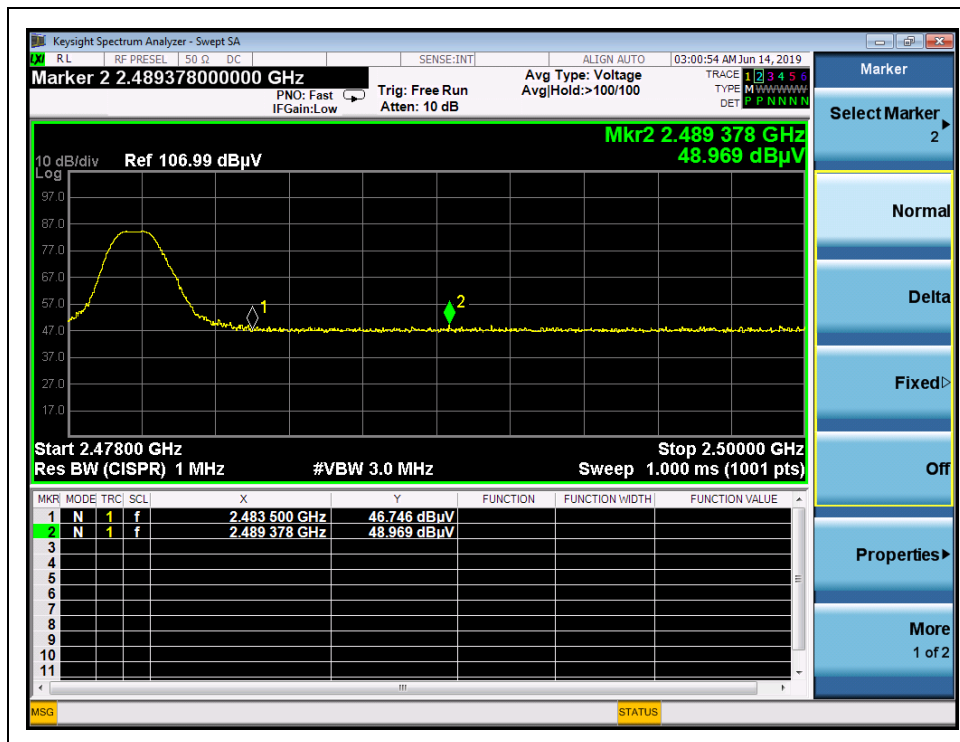 Keysight Spectrum Analyzer - Swept SA
LXI RL RF PRESEL 50 Ω DC SENSE:INT ALIGN AUTO 03:00:54 AM Jun 14, 2019
Marker 2 2.489378000000 GHz
PNO: Fast
IFGain:Low
Trig: Free Run
Atten: 10 dB
Avg Type: Voltage
Avg|Hold:>100/100
TRACE 1 2 3 4 5 6
TYPE M W W W W W
DET P P N N N N
Mkr2 2.489 378 GHz
48.969 dBµV
10 dB/div Ref 106.99 dBµV
Log
97.0
87.0
77.0
67.0
57.0
47.0
37.0
27.0
17.0
1
2
Start 2.47800 GHz Stop 2.50000 GHz
Res BW (CISPR) 1 MHz #VBW 3.0 MHz Sweep 1.000 ms (1001 pts)
MKR MODE TRC SCL X Y FUNCTION FUNCTION WIDTH FUNCTION VALUE
1 N 1 f 2.483 500 GHz 46.746 dBµV
2 N 1 f 2.489 378 GHz 48.969 dBµV
3
4
5
6
7
8
9
10
11
MSG STATUS
Marker
Select Marker
2
Normal
Delta
Fixed
Off
Properties
More
1 of 2